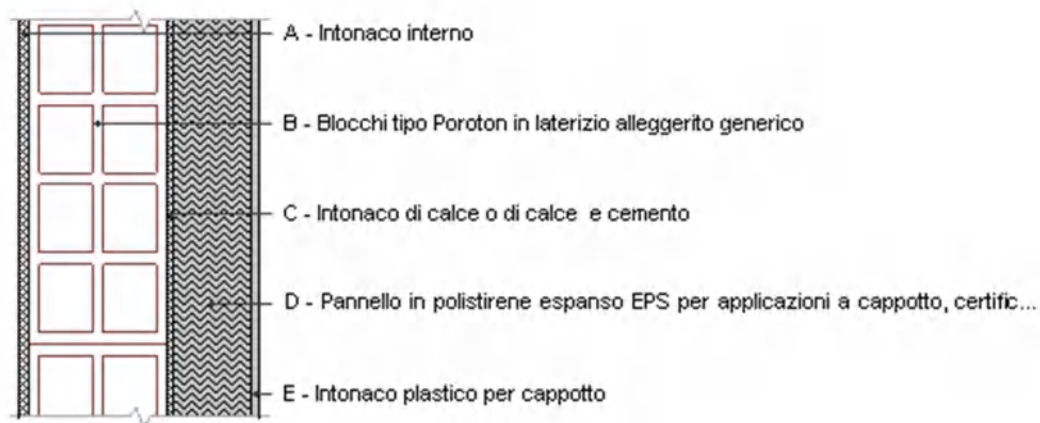 A - Intonaco interno
B - Blocchi tipo Poroton in laterizio alleggerito generico
C - Intonaco di calce o di calce e cemento
D - Pannello in polistirene espanso EPS per applicazioni a cappotto, certific...
E - Intonaco plastico per cappotto